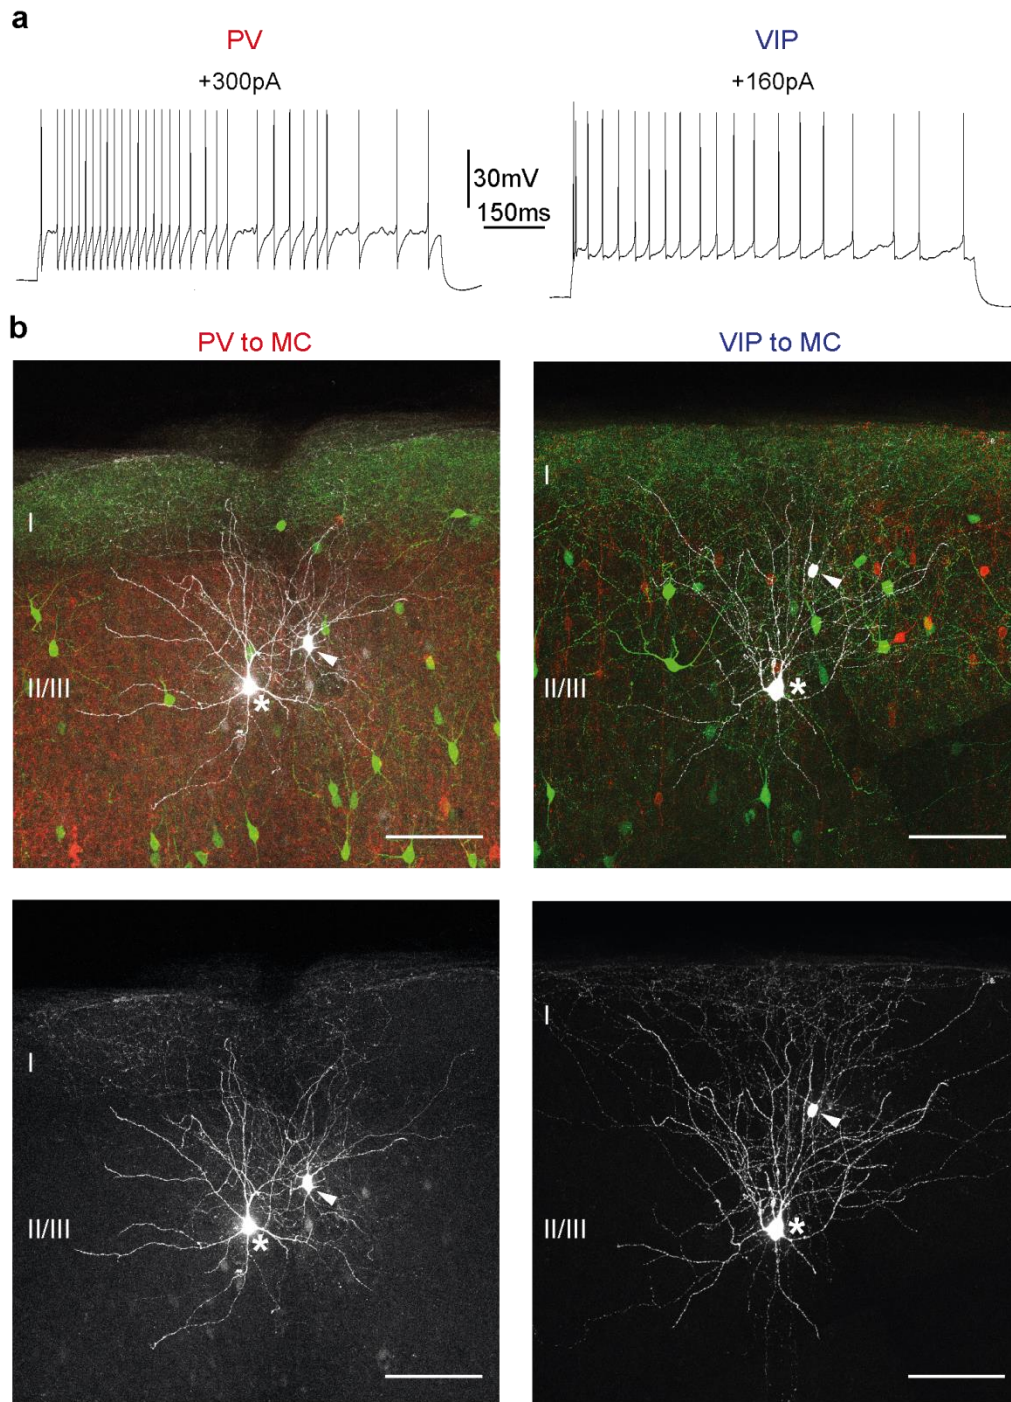 a
PV
VIP
+300pA
+160pA
30mV
150ms
b
PV to MC
VIP to MC
I
I
II/III
*
II/III
*
I
I
II/III
*
II/III
*